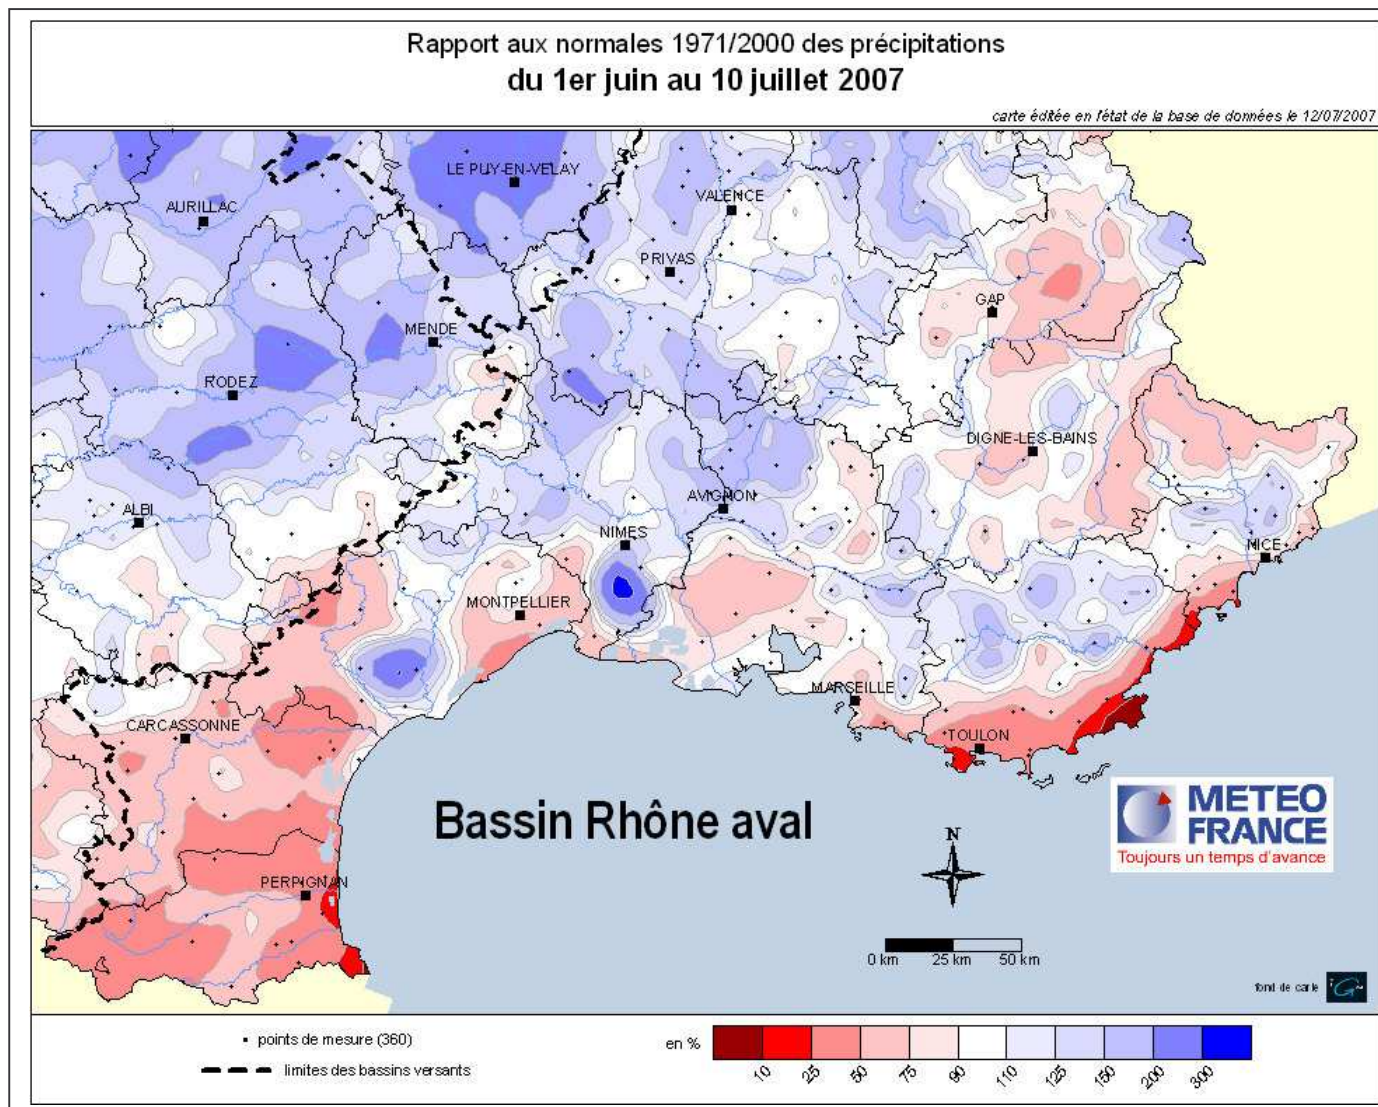 Rapport aux normales 1971/2000 des précipitations
du 1er juin au 10 juillet 2007
carte éditée en l'état de la base de données le 12/07/2007
LE PUY-EN-VELAY
AURILLAC
VALENCE
PRIVAS
GAP
MENDE
RODEZ
DIGNE-LES-BAINS
AVIGNON
ALBI
NIMES
NICE
MONTPELLIER
MARSEILLE
CARCASSONNE
TOULON
Bassin Rhône aval
METEO
FRANCE
Toujours un temps d'avance
N
PERPIGNAN
0 km 25 km 50 km
fond de carte
points de mesure (360)
en %
limites des bassins versants
10 25 50 75 90 110 125 150 200 300